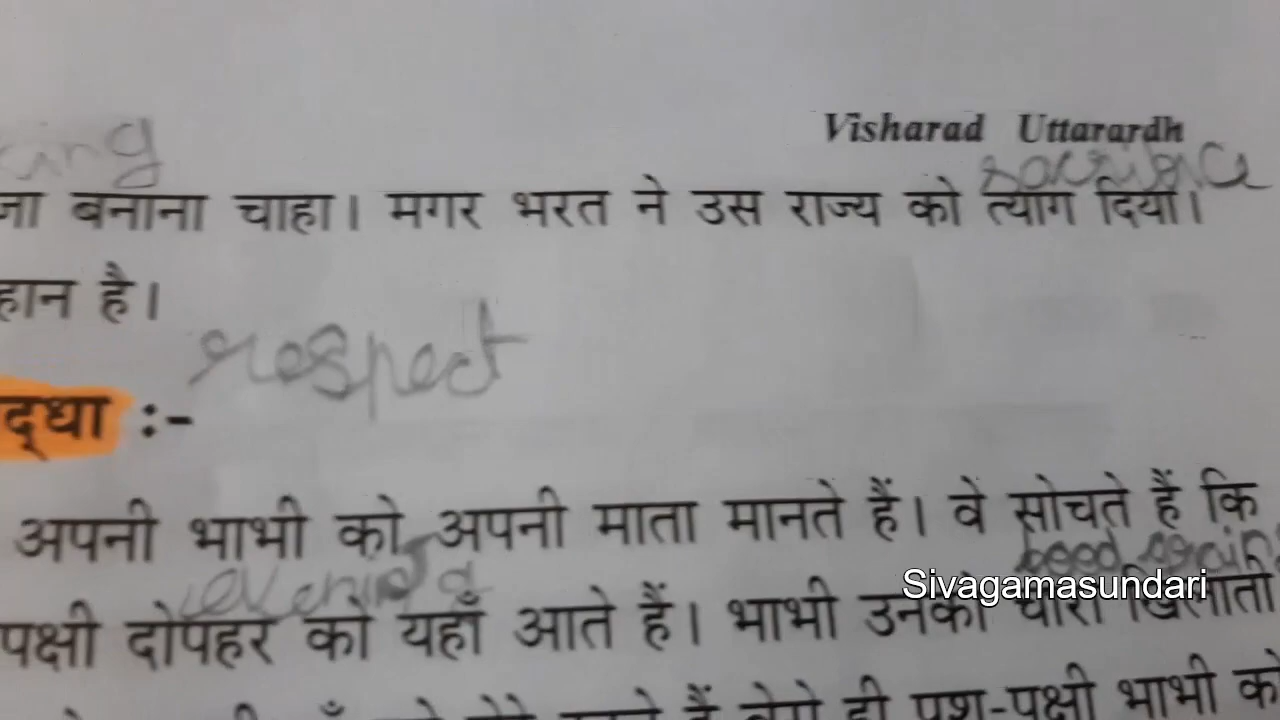 Visharad Uttarardh
जा बनाना चाहा। मगर भरत ने उस राज्य को त्याग दिया।
हान है।
respect
द्धा :-
अपनी भाभी को अपनी माता मानते हैं। वे सोचते हैं कि
Sivagamasundari
पक्षी दोपहर को यहाँ आते हैं। भाभी उनको चारा खिलाती
हैं वैसे ही पशु-पक्षी भाभी को